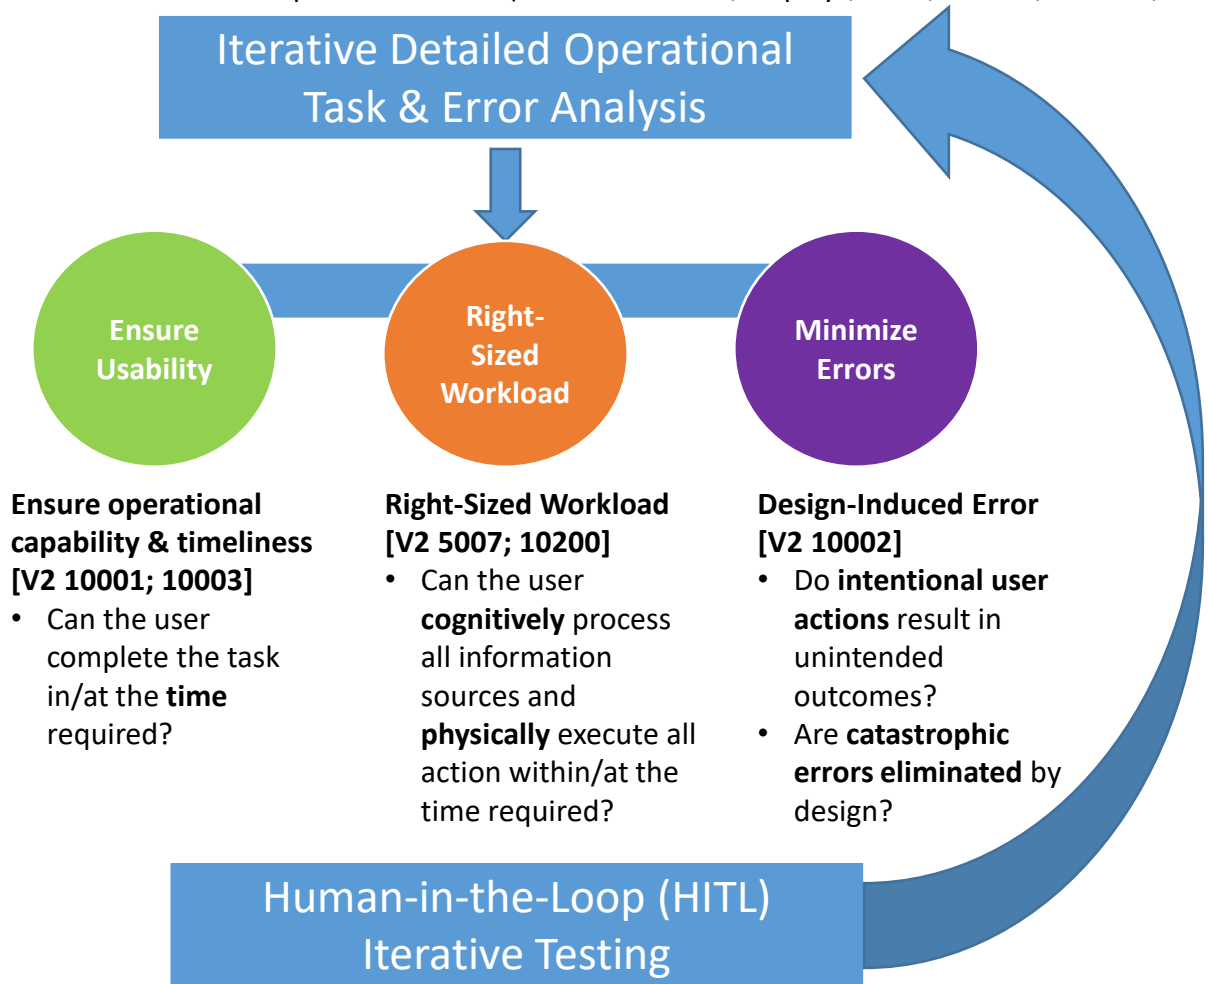 Iterative Detailed Operational
Task & Error Analysis
Ensure
Usability
Right-
Sized
Workload
Minimize
Errors
Ensure operational
capability & timeliness
[V2 10001; 10003]
• Can the user
complete the task
in/at the time
required?
Right-Sized Workload
[V2 5007; 10200]
• Can the user
cognitively process
all information
sources and
physically execute all
action within/at the
time required?
Design-Induced Error
[V2 10002]
• Do intentional user
actions result in
unintended
outcomes?
• Are catastrophic
errors eliminated by
design?
Human-in-the-Loop (HITL)
Iterative Testing